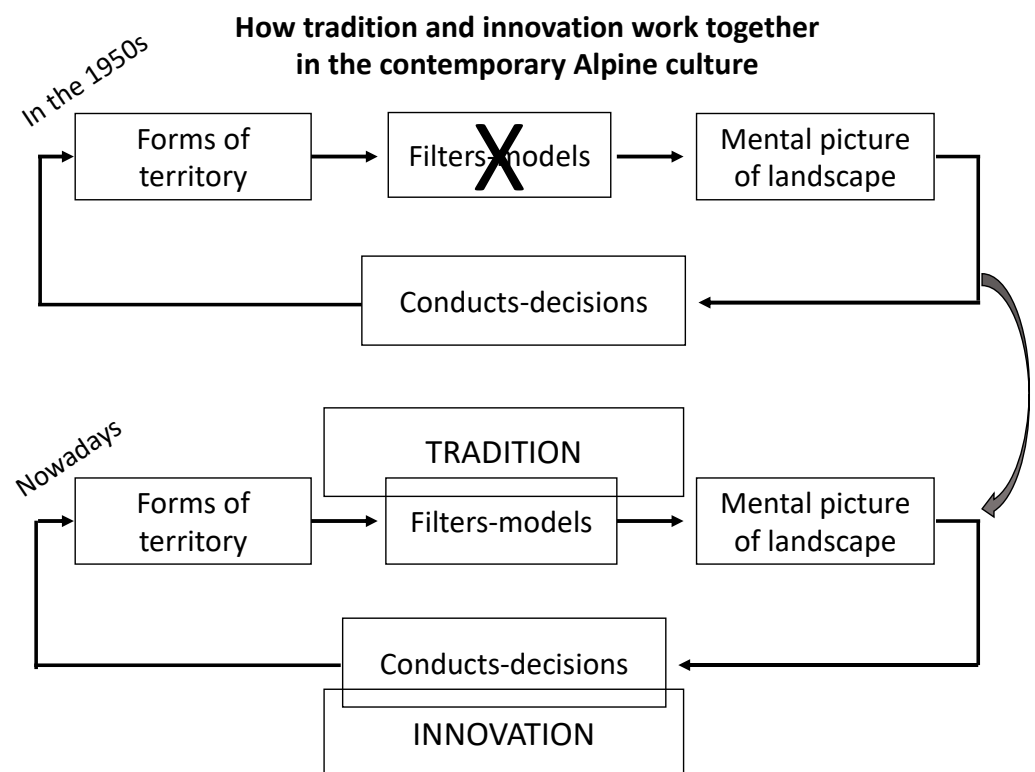 How tradition and innovation work together
in the contemporary Alpine culture
In the 1950s
Forms of
territory
Filters-models
X
Mental picture
of landscape
Conducts-decisions
Nowadays
TRADITION
Forms of
territory
Filters-models
Mental picture
of landscape
Conducts-decisions
INNOVATION